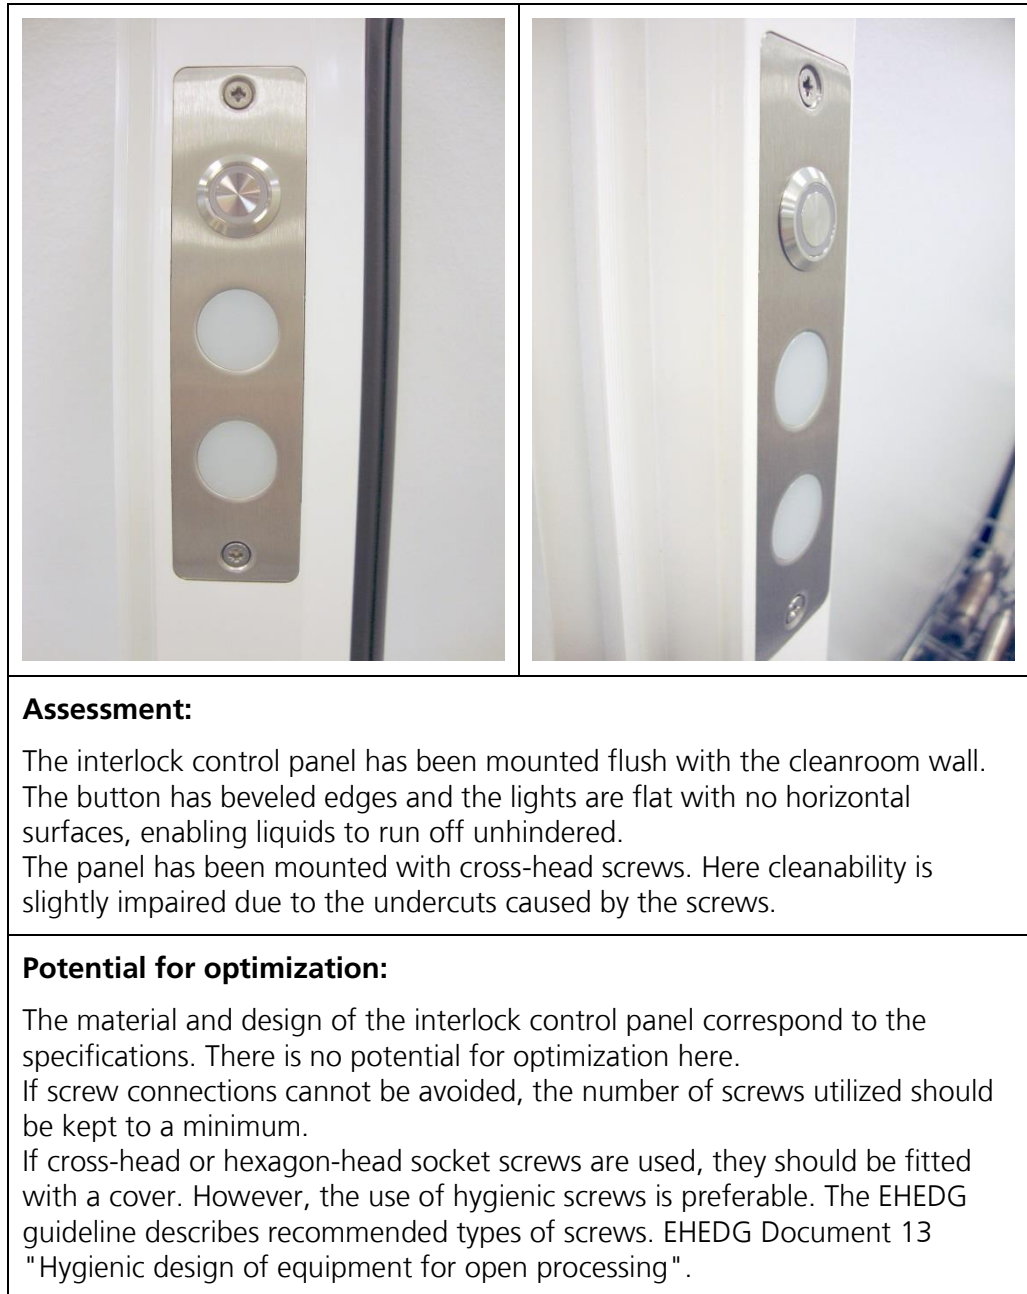 Assessment:
The interlock control panel has been mounted flush with the cleanroom wall.
The button has beveled edges and the lights are flat with no horizontal
surfaces, enabling liquids to run off unhindered.
The panel has been mounted with cross-head screws. Here cleanability is
slightly impaired due to the undercuts caused by the screws.
Potential for optimization:
The material and design of the interlock control panel correspond to the
specifications. There is no potential for optimization here.
If screw connections cannot be avoided, the number of screws utilized should
be kept to a minimum.
If cross-head or hexagon-head socket screws are used, they should be fitted
with a cover. However, the use of hygienic screws is preferable. The EHEDG
guideline describes recommended types of screws. EHEDG Document 13
"Hygienic design of equipment for open processing".